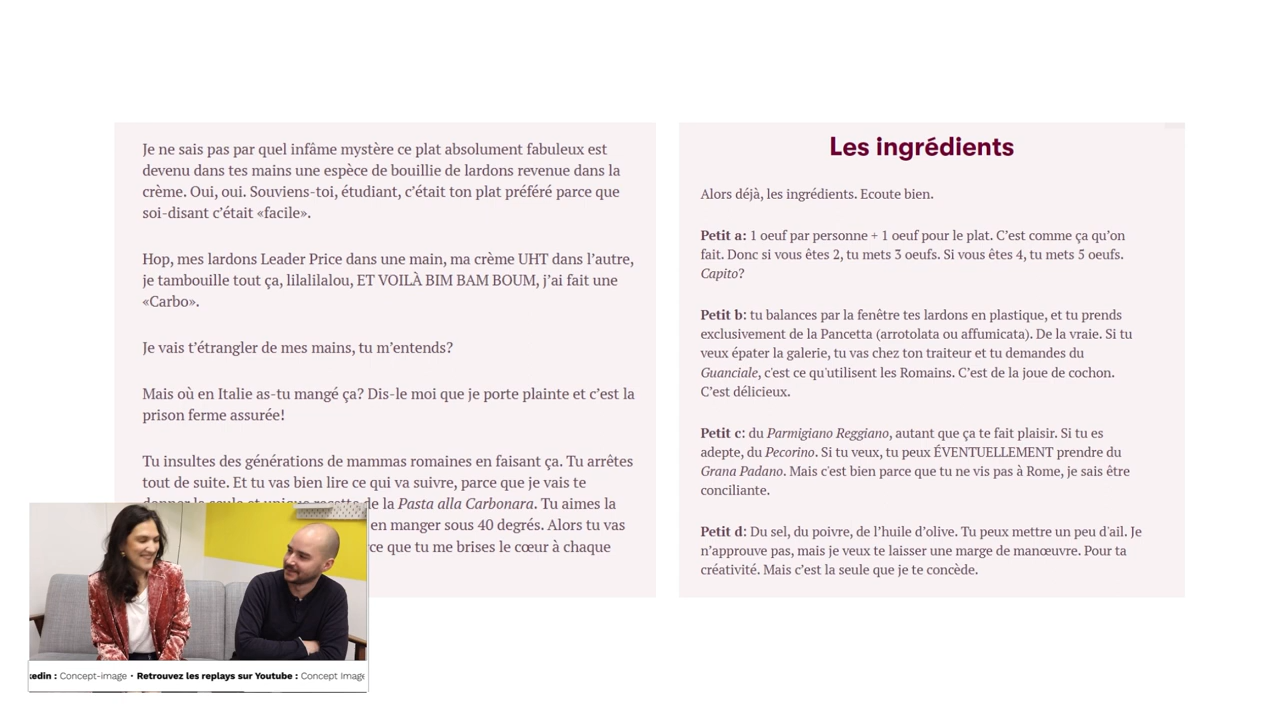 Je ne sais pas par quel infâme mystère ce plat absolument fabuleux est
devenu dans tes mains une espèce de bouillie de lardons revenue dans la
crème. Oui, oui. Souviens-toi, étudiant, c'était ton plat préféré parce que
soi-disant c'était «facile».
Hop, mes lardons Leader Price dans une main, ma crème UHT dans l'autre,
je tambouille tout ça, lilalilalou, ET VOILÀ BIM BAM BOUM, j'ai fait une
«Carbo».
Je vais t'étrangler de mes mains, tu m'entends?
Mais où en Italie as-tu mangé ça? Dis-le moi que je porte plainte et c'est la
prison ferme assurée!
Tu insultes des générations de mammas romaines en faisant ça. Tu arrêtes
tout de suite. Et tu vas bien lire ce qui va suivre, parce que je vais te
donner la seule et unique recette de la Pasta alla Carbonara. Tu aimes la
en manger sous 40 degrés. Alors tu vas
que tu me brises le cœur à chaque
Les ingrédients
Alors déjà, les ingrédients. Ecoute bien.
Petit a: 1 oeuf par personne + 1 oeuf pour le plat. C'est comme ça qu'on
fait. Donc si vous êtes 2, tu mets 3 oeufs. Si vous êtes 4, tu mets 5 oeufs.
Capito?
Petit b: tu balances par la fenêtre tes lardons en plastique, et tu prends
exclusivement de la Pancetta (arrotolata ou affumicata). De la vraie. Si tu
veux épater la galerie, tu vas chez ton traiteur et tu demandes du
Guanciale, c'est ce qu'utilisent les Romains. C'est de la joue de cochon.
C'est délicieux.
Petit c: du Parmigiano Reggiano, autant que ça te fait plaisir. Si tu es
adepte, du Pecorino. Si tu veux, tu peux ÉVENTUELLEMENT prendre du
Grana Padano. Mais c'est bien parce que tu ne vis pas à Rome, je sais être
conciliante.
Petit d: Du sel, du poivre, de l'huile d'olive. Tu peux mettre un peu d'ail. Je
n'approuve pas, mais je veux te laisser une marge de manœuvre. Pour ta
créativité. Mais c'est la seule que je te concède.
kedin : Concept-image • Retrouvez les replays sur Youtube : Concept Image